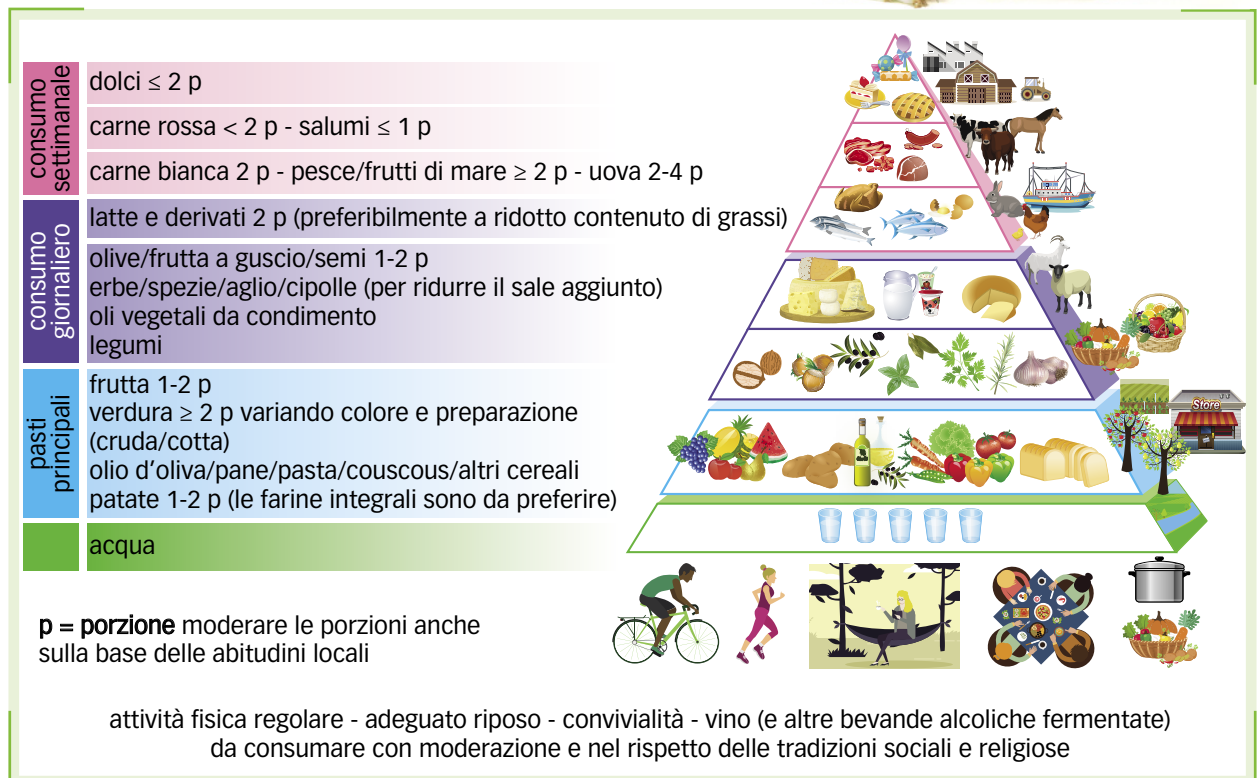 consumo
settimanale
dolci ≤ 2 p
carne rossa < 2 p - salumi ≤ 1 p
carne bianca 2 p - pesce/frutti di mare ≥ 2 p - uova 2-4 p
consumo
giornaliero
latte e derivati 2 p (preferibilmente a ridotto contenuto di grassi)
olive/frutta a guscio/semi 1-2 p
erbe/spezie/aglio/cipolle (per ridurre il sale aggiunto)
oli vegetali da condimento
legumi
pasti
principali
frutta 1-2 p
verdura ≥ 2 p variando colore e preparazione
(cruda/cotta)
olio d'oliva/pane/pasta/couscous/altri cereali
patate 1-2 p (le farine integrali sono da preferire)
acqua
Store
p = porzione moderare le porzioni anche
sulla base delle abitudini locali
attività fisica regolare - adeguato riposo - convivialità - vino (e altre bevande alcoliche fermentate)
da consumare con moderazione e nel rispetto delle tradizioni sociali e religiose